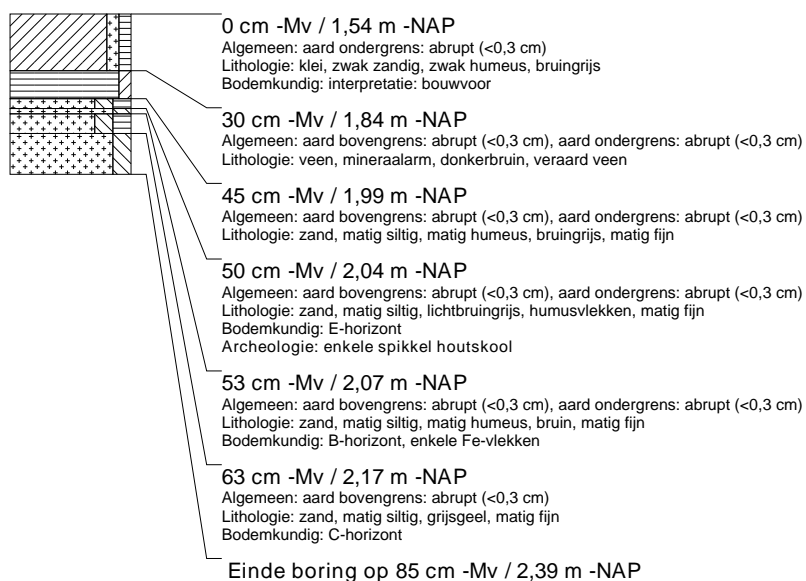 0 cm -Mv / 1,54 m -NAP
Algemeen: aard ondergrens: abrupt (<0,3 cm)
Lithologie: klei, zwak zandig, zwak humeus, bruingrijs
Bodemkundig: interpretatie: bouwvoor
30 cm -Mv / 1,84 m -NAP
Algemeen: aard bovengrens: abrupt (<0,3 cm), aard ondergrens: abrupt (<0,3 cm)
Lithologie: veen, mineraalarm, donkerbruin, veraard veen
45 cm -Mv / 1,99 m -NAP
Algemeen: aard bovengrens: abrupt (<0,3 cm), aard ondergrens: abrupt (<0,3 cm)
Lithologie: zand, matig siltig, matig humeus, bruingrijs, matig fijn
50 cm -Mv / 2,04 m -NAP
Algemeen: aard bovengrens: abrupt (<0,3 cm), aard ondergrens: abrupt (<0,3 cm)
Lithologie: zand, matig siltig, lichtbruingrijs, humusvlekken, matig fijn
Bodemkundig: E-horizont
Archeologie: enkele spikkel houtskool
53 cm -Mv / 2,07 m -NAP
Algemeen: aard bovengrens: abrupt (<0,3 cm), aard ondergrens: abrupt (<0,3 cm)
Lithologie: zand, matig siltig, matig humeus, bruin, matig fijn
Bodemkundig: B-horizont, enkele Fe-vlekken
63 cm -Mv / 2,17 m -NAP
Algemeen: aard bovengrens: abrupt (<0,3 cm)
Lithologie: zand, matig siltig, grijsgeel, matig fijn
Bodemkundig: C-horizont
Einde boring op 85 cm -Mv / 2,39 m -NAP